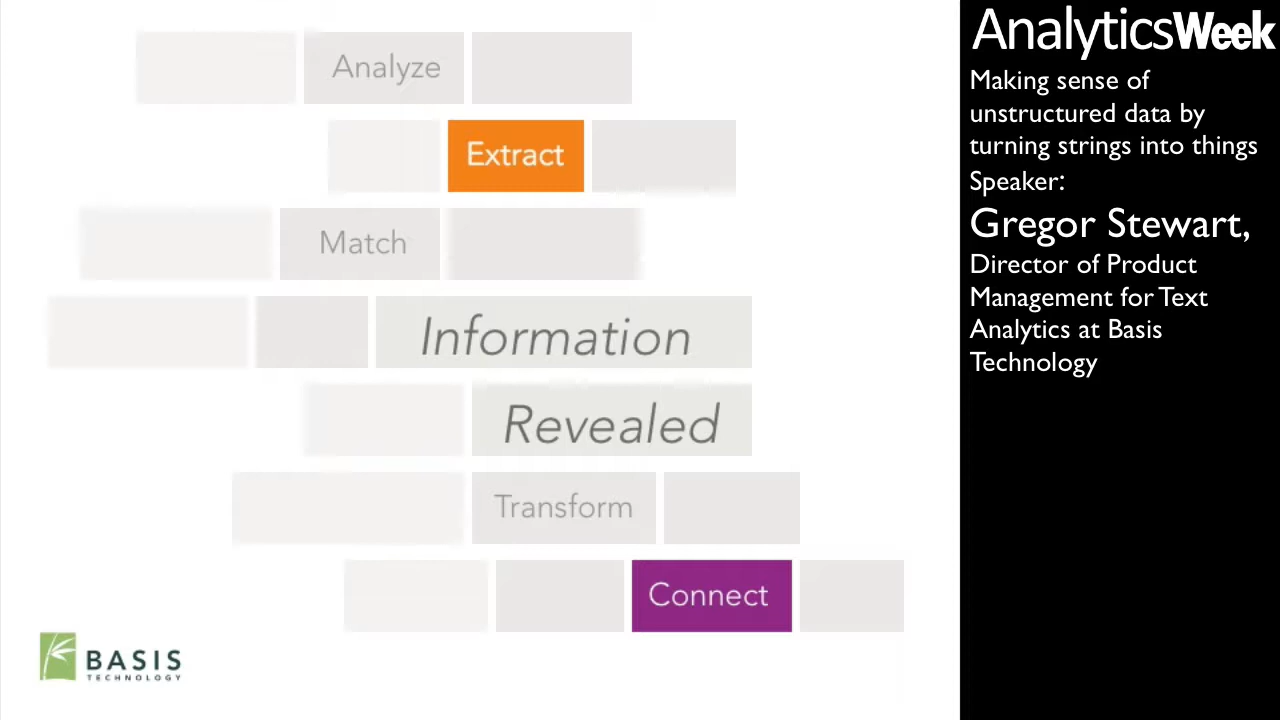 Analyze
Extract
Match
Information
Revealed
Transform
Connect
BASIS
TECHNOLOGY
AnalyticsWeek
Making sense of
unstructured data by
turning strings into things
Speaker:
Gregor Stewart,
Director of Product
Management for Text
Analytics at Basis
Technology